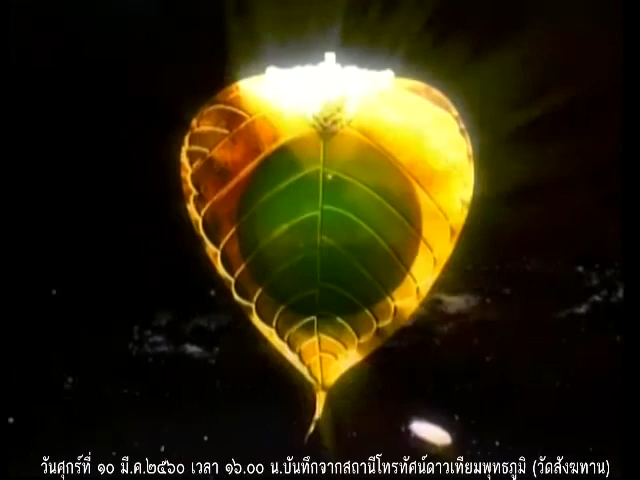 วันศุกร์ที่ ๑๐ มี.ค.๒๕๖๐ เวลา ๑๖.๐๐ น.บันทึกจากสถานีโทรทัศน์ดาวเทียมพุทธภูมิ (วัดสังฆทาน)